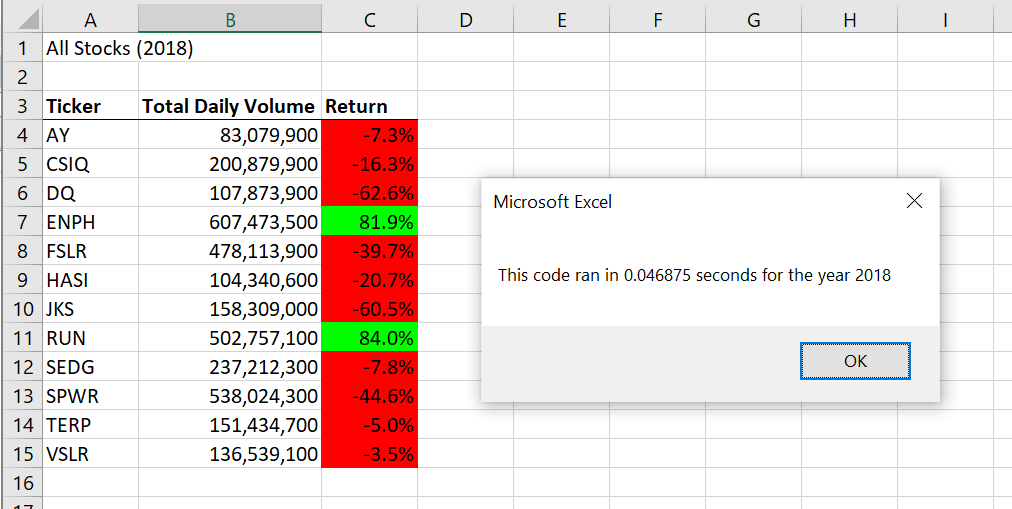 A B C D E F G H I
1 All Stocks (2018)
2
3 Ticker Total Daily Volume Return
4 AY 83,079,900 -7.3%
5 CSIQ 200,879,900 -16.3%
6 DQ 107,873,900 -62.6%
7 ENPH 607,473,500 81.9%
8 FSLR 478,113,900 -39.7%
9 HASI 104,340,600 -20.7%
10 JKS 158,309,000 -60.5%
11 RUN 502,757,100 84.0%
12 SEDG 237,212,300 -7.8%
13 SPWR 538,024,300 -44.6%
14 TERP 151,434,700 -5.0%
15 VSLR 136,539,100 -3.5%
16
17
Microsoft Excel
This code ran in 0.046875 seconds for the year 2018
OK